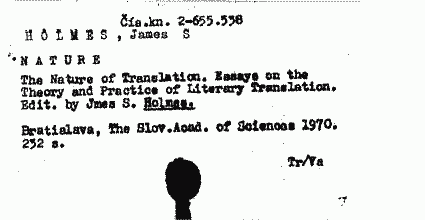 Čís.kn. 2-655.538
HOLMES, James S
NATURE
The Nature of Translation. Essays on the
Theory and Practice of Literary Translation.
Edit. by Jmes S. Holmes.
Bratislava, The Slov.Acad. of Sciences 1970.
232 s.
Tr/Va